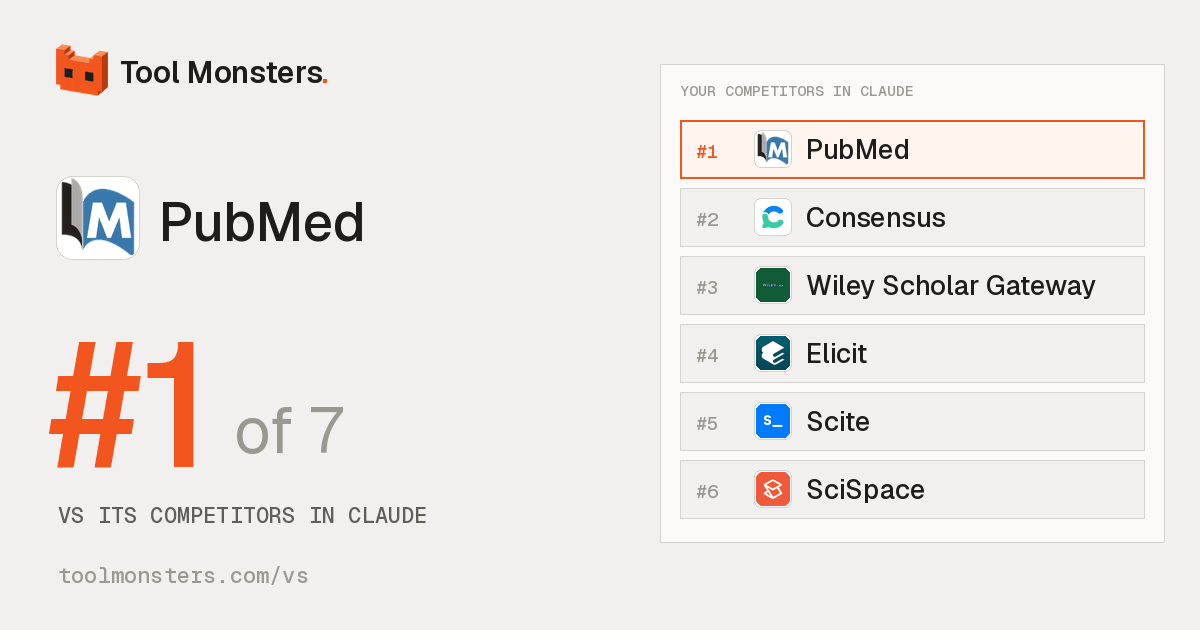 Tool Monsters.
PubMed
#1 of 7
VS ITS COMPETITORS IN CLAUDE
toolmonsters.com/vs
YOUR COMPETITORS IN CLAUDE
#1 PubMed
#2 Consensus
#3 Wiley Scholar Gateway
#4 Elicit
#5 S_ Scite
#6 SciSpace